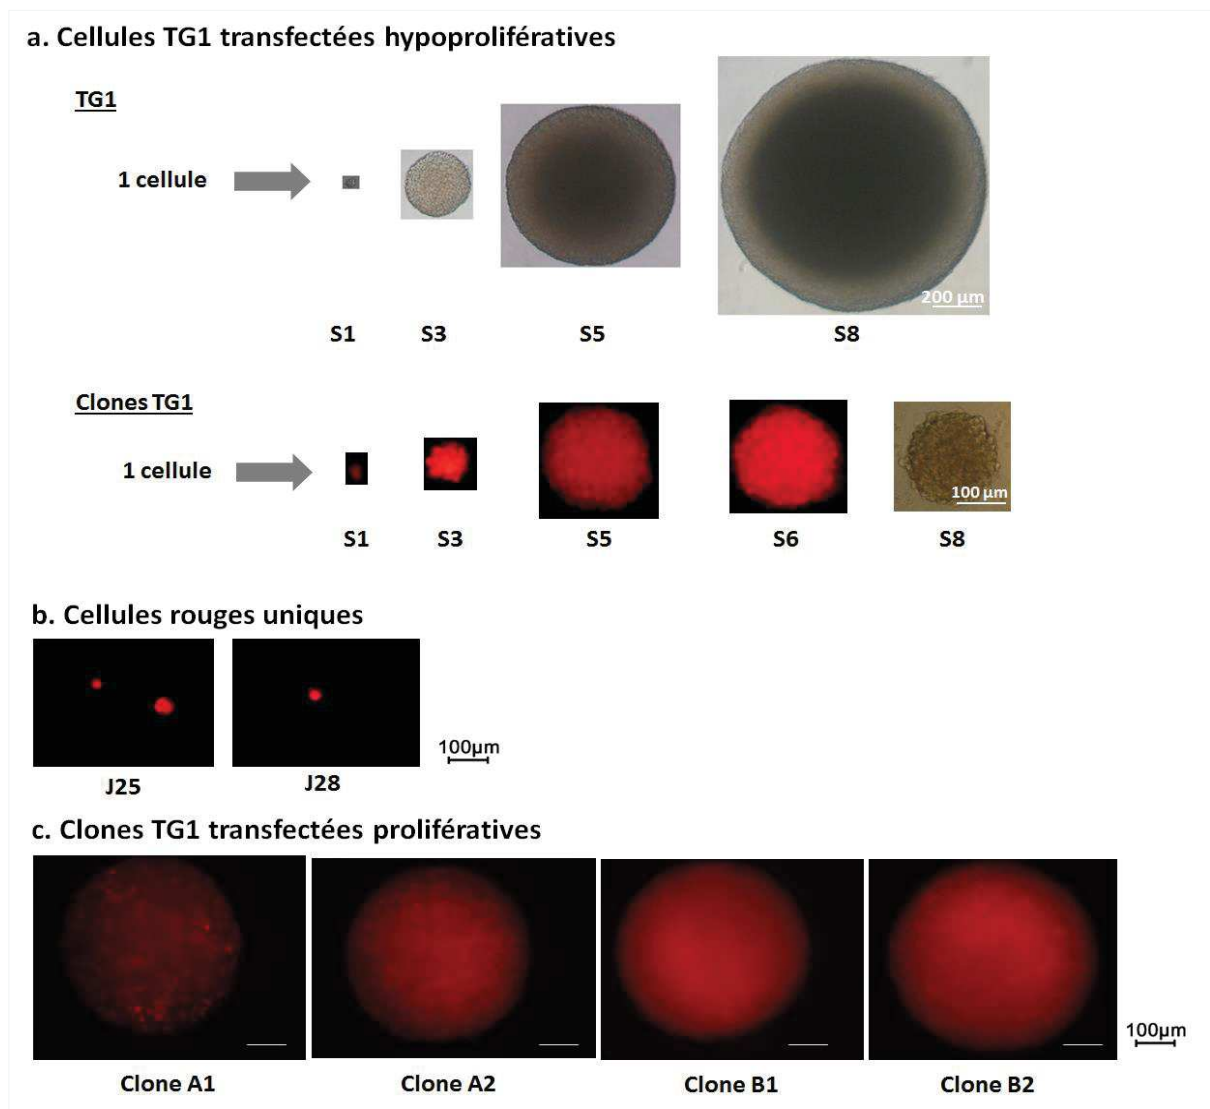 a. Cellules TG1 transfectées hypoprolifératives
TG1
1 cellule
200 µm
S1 S3 S5 S8
Clones TG1
1 cellule
100 µm
S1 S3 S5 S6 S8
b. Cellules rouges uniques
100µm
J25 J28
c. Clones TG1 transfectées prolifératives
100µm
Clone A1 Clone A2 Clone B1 Clone B2